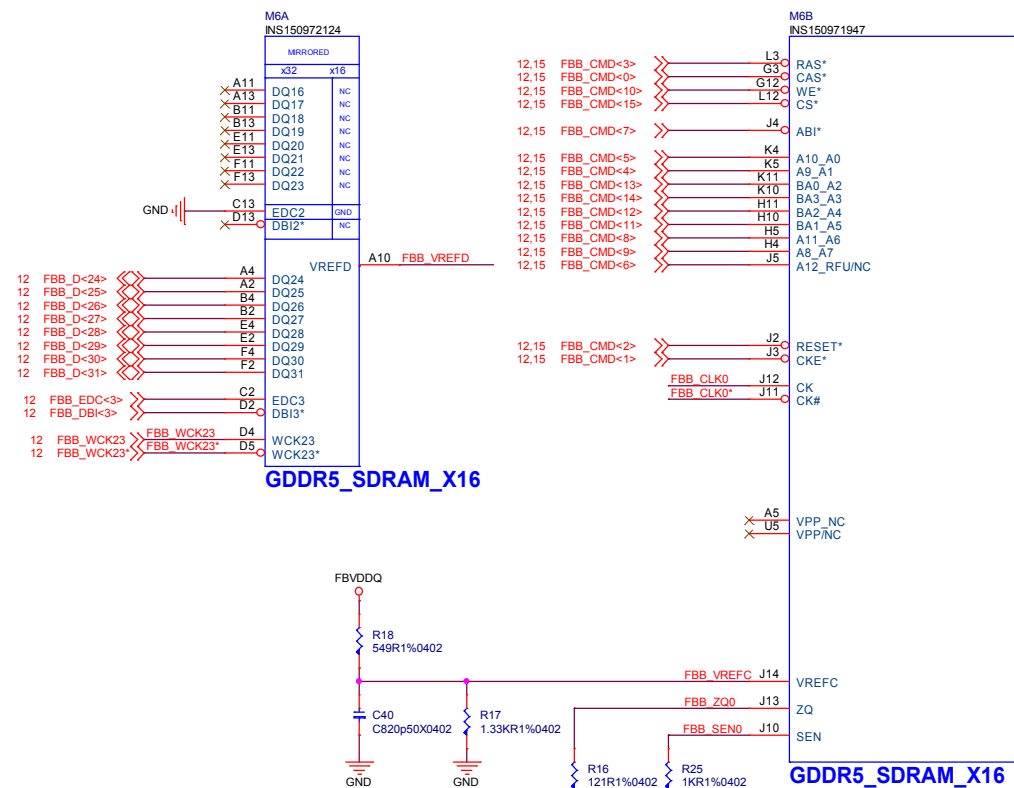 M6A
INS150972124
MIRRORED
x32 x16
A11 DQ16 NC
A13 DQ17 NC
B11 DQ18 NC
B13 DQ19 NC
E11 DQ20 NC
E13 DQ21 NC
F11 DQ22 NC
F13 DQ23 NC
GND C13 EDC2 GND
D13 DBI2* NC
VREFD A10 FBB_VREFD
12 FBB_D<24> A4 DQ24
12 FBB_D<25> A2 DQ25
12 FBB_D<26> B4 DQ26
12 FBB_D<27> B2 DQ27
12 FBB_D<28> E4 DQ28
12 FBB_D<29> E2 DQ29
12 FBB_D<30> F4 DQ30
12 FBB_D<31> F2 DQ31
12 FBB_EDC<3> C2 EDC3
12 FBB_DBI<3> D2 DBI3*
12 FBB_WCK23 FBB_WCK23 D4 WCK23
12 FBB_WCK23* FBB_WCK23* D5 WCK23*
GDDR5_SDRAM_X16
M6B
INS150971947
12,15 FBB_CMD<3> L3 RAS*
12,15 FBB_CMD<0> G3 CAS*
12,15 FBB_CMD<10> G12 WE*
12,15 FBB_CMD<15> L12 CS*
12,15 FBB_CMD<7> J4 ABI*
12,15 FBB_CMD<5> K4 A10_A0
12,15 FBB_CMD<4> K5 A9_A1
12,15 FBB_CMD<13> K11 BA0_A2
12,15 FBB_CMD<14> K10 BA3_A3
12,15 FBB_CMD<12> H11 BA2_A4
12,15 FBB_CMD<11> H10 BA1_A5
12,15 FBB_CMD<8> H5 A11_A6
12,15 FBB_CMD<9> H4 A8_A7
12,15 FBB_CMD<6> J5 A12_RFU/NC
12,15 FBB_CMD<2> J2 RESET*
12,15 FBB_CMD<1> J3 CKE*
FBB_CLK0 J12 CK
FBB_CLK0* J11 CK#
A5 VPP_NC
U5 VPP/NC
FBVDDQ
R18
549R1%0402
FBB_VREFC J14 VREFC
FBB_ZQ0 J13 ZQ
FBB_SEN0 J10 SEN
C40
C820p50X0402
R17
1.33KR1%0402
GND
GND
R16
121R1%0402
R25
1KR1%0402
GDDR5_SDRAM_X16